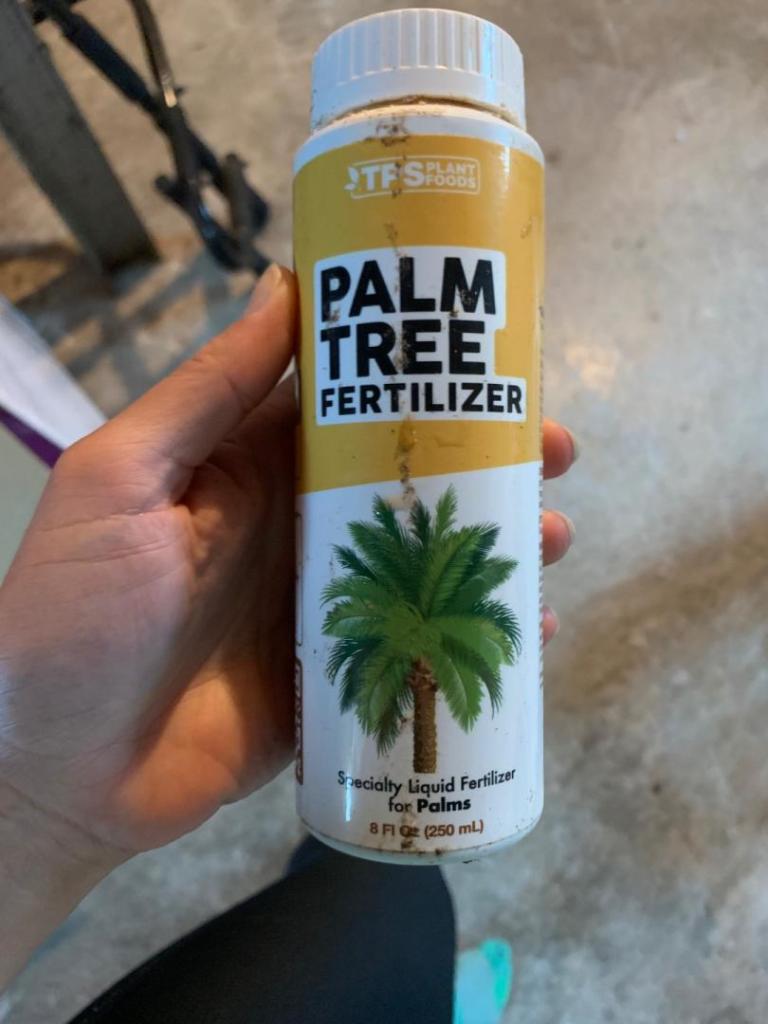 TPS PLANT
FOODS
PALM
TREE
FERTILIZER
Specialty Liquid Fertilizer
for Palms
8 Fl Oz (250 mL)